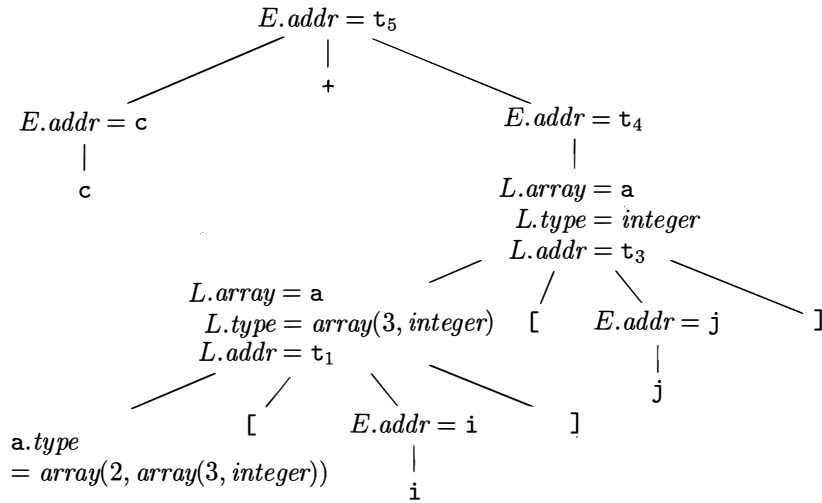 E.addr = t₅
+
E.addr = c
E.addr = t₄
c
L.array = a
L.type = integer
L.addr = t₃
L.array = a
L.type = array(3, integer)
L.addr = t₁
[
E.addr = j
]
j
a.type
= array(2, array(3, integer))
[
E.addr = i
]
i